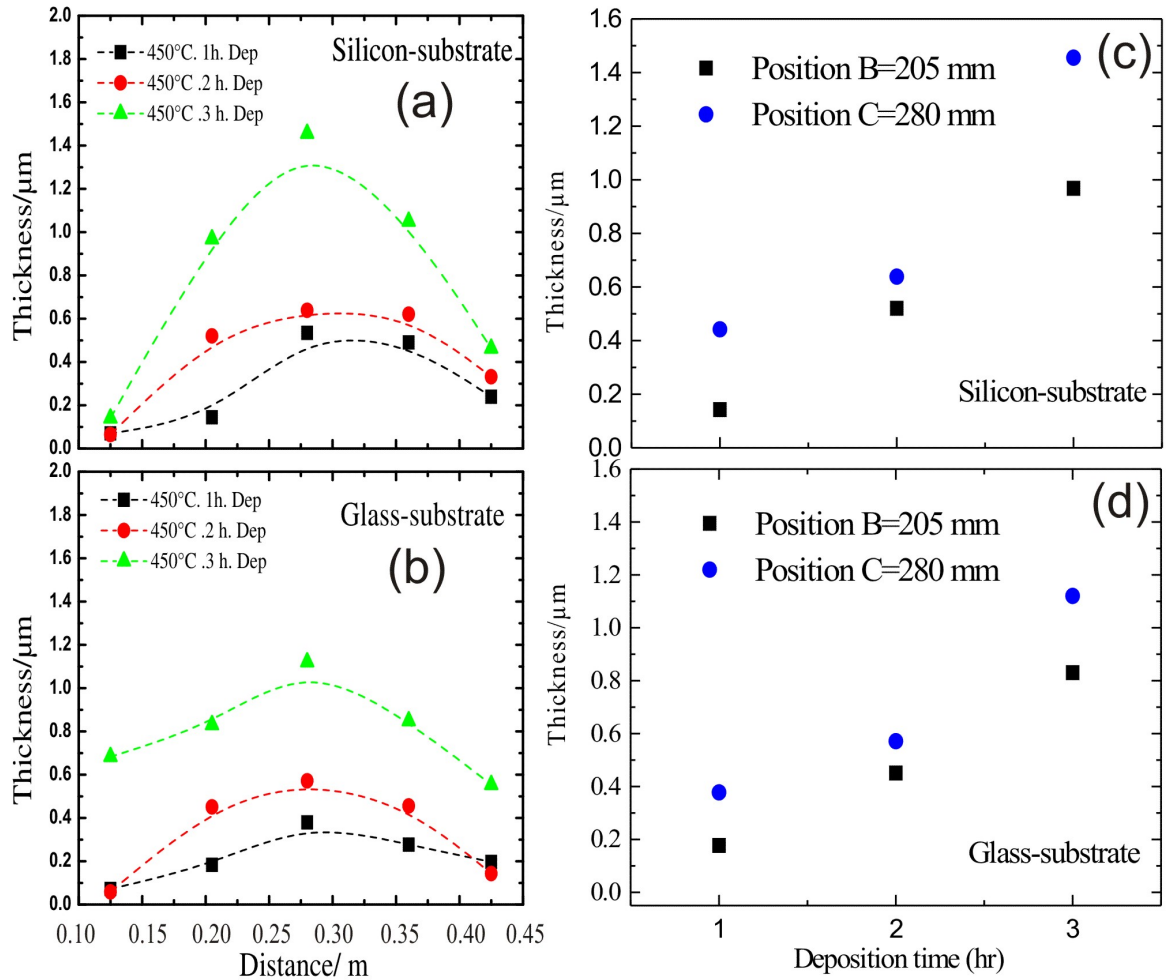 2.0
1.8
1.6
1.4
1.2
1.0
0.8
0.6
0.4
0.2
0.0
Thickness/μm
450°C. 1h. Dep
450°C .2 h. Dep
450°C .3 h. Dep
Silicon-substrate
(a)
2.0
1.8
1.6
1.4
1.2
1.0
0.8
0.6
0.4
0.2
0.0
Thickness/μm
450°C. 1h. Dep
450°C .2 h. Dep
450°C .3 h. Dep
Glass-substrate
(b)
0.10 0.15 0.20 0.25 0.30 0.35 0.40 0.45
Distance/ m
1.6
1.4
1.2
1.0
0.8
0.6
0.4
0.2
0.0
Thickness/μm
Position B=205 mm
Position C=280 mm
(c)
Silicon-substrate
1.6
1.4
1.2
1.0
0.8
0.6
0.4
0.2
0.0
Thickness/μm
Position B=205 mm
Position C=280 mm
(d)
Glass-substrate
1 2 3
Deposition time (hr)